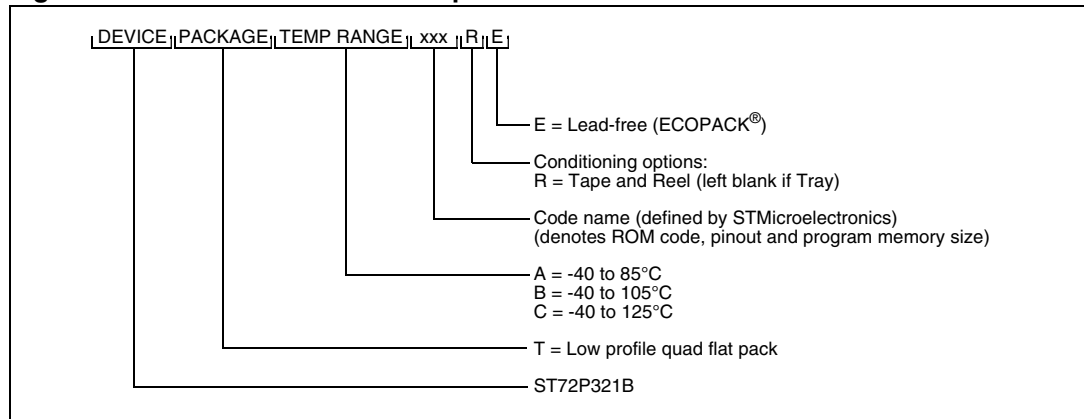 DEVICE PACKAGE TEMP RANGE xxx R E
E = Lead-free (ECOPACK®)
Conditioning options:
R = Tape and Reel (left blank if Tray)
Code name (defined by STMicroelectronics)
(denotes ROM code, pinout and program memory size)
A = -40 to 85°C
B = -40 to 105°C
C = -40 to 125°C
T = Low profile quad flat pack
ST72P321B